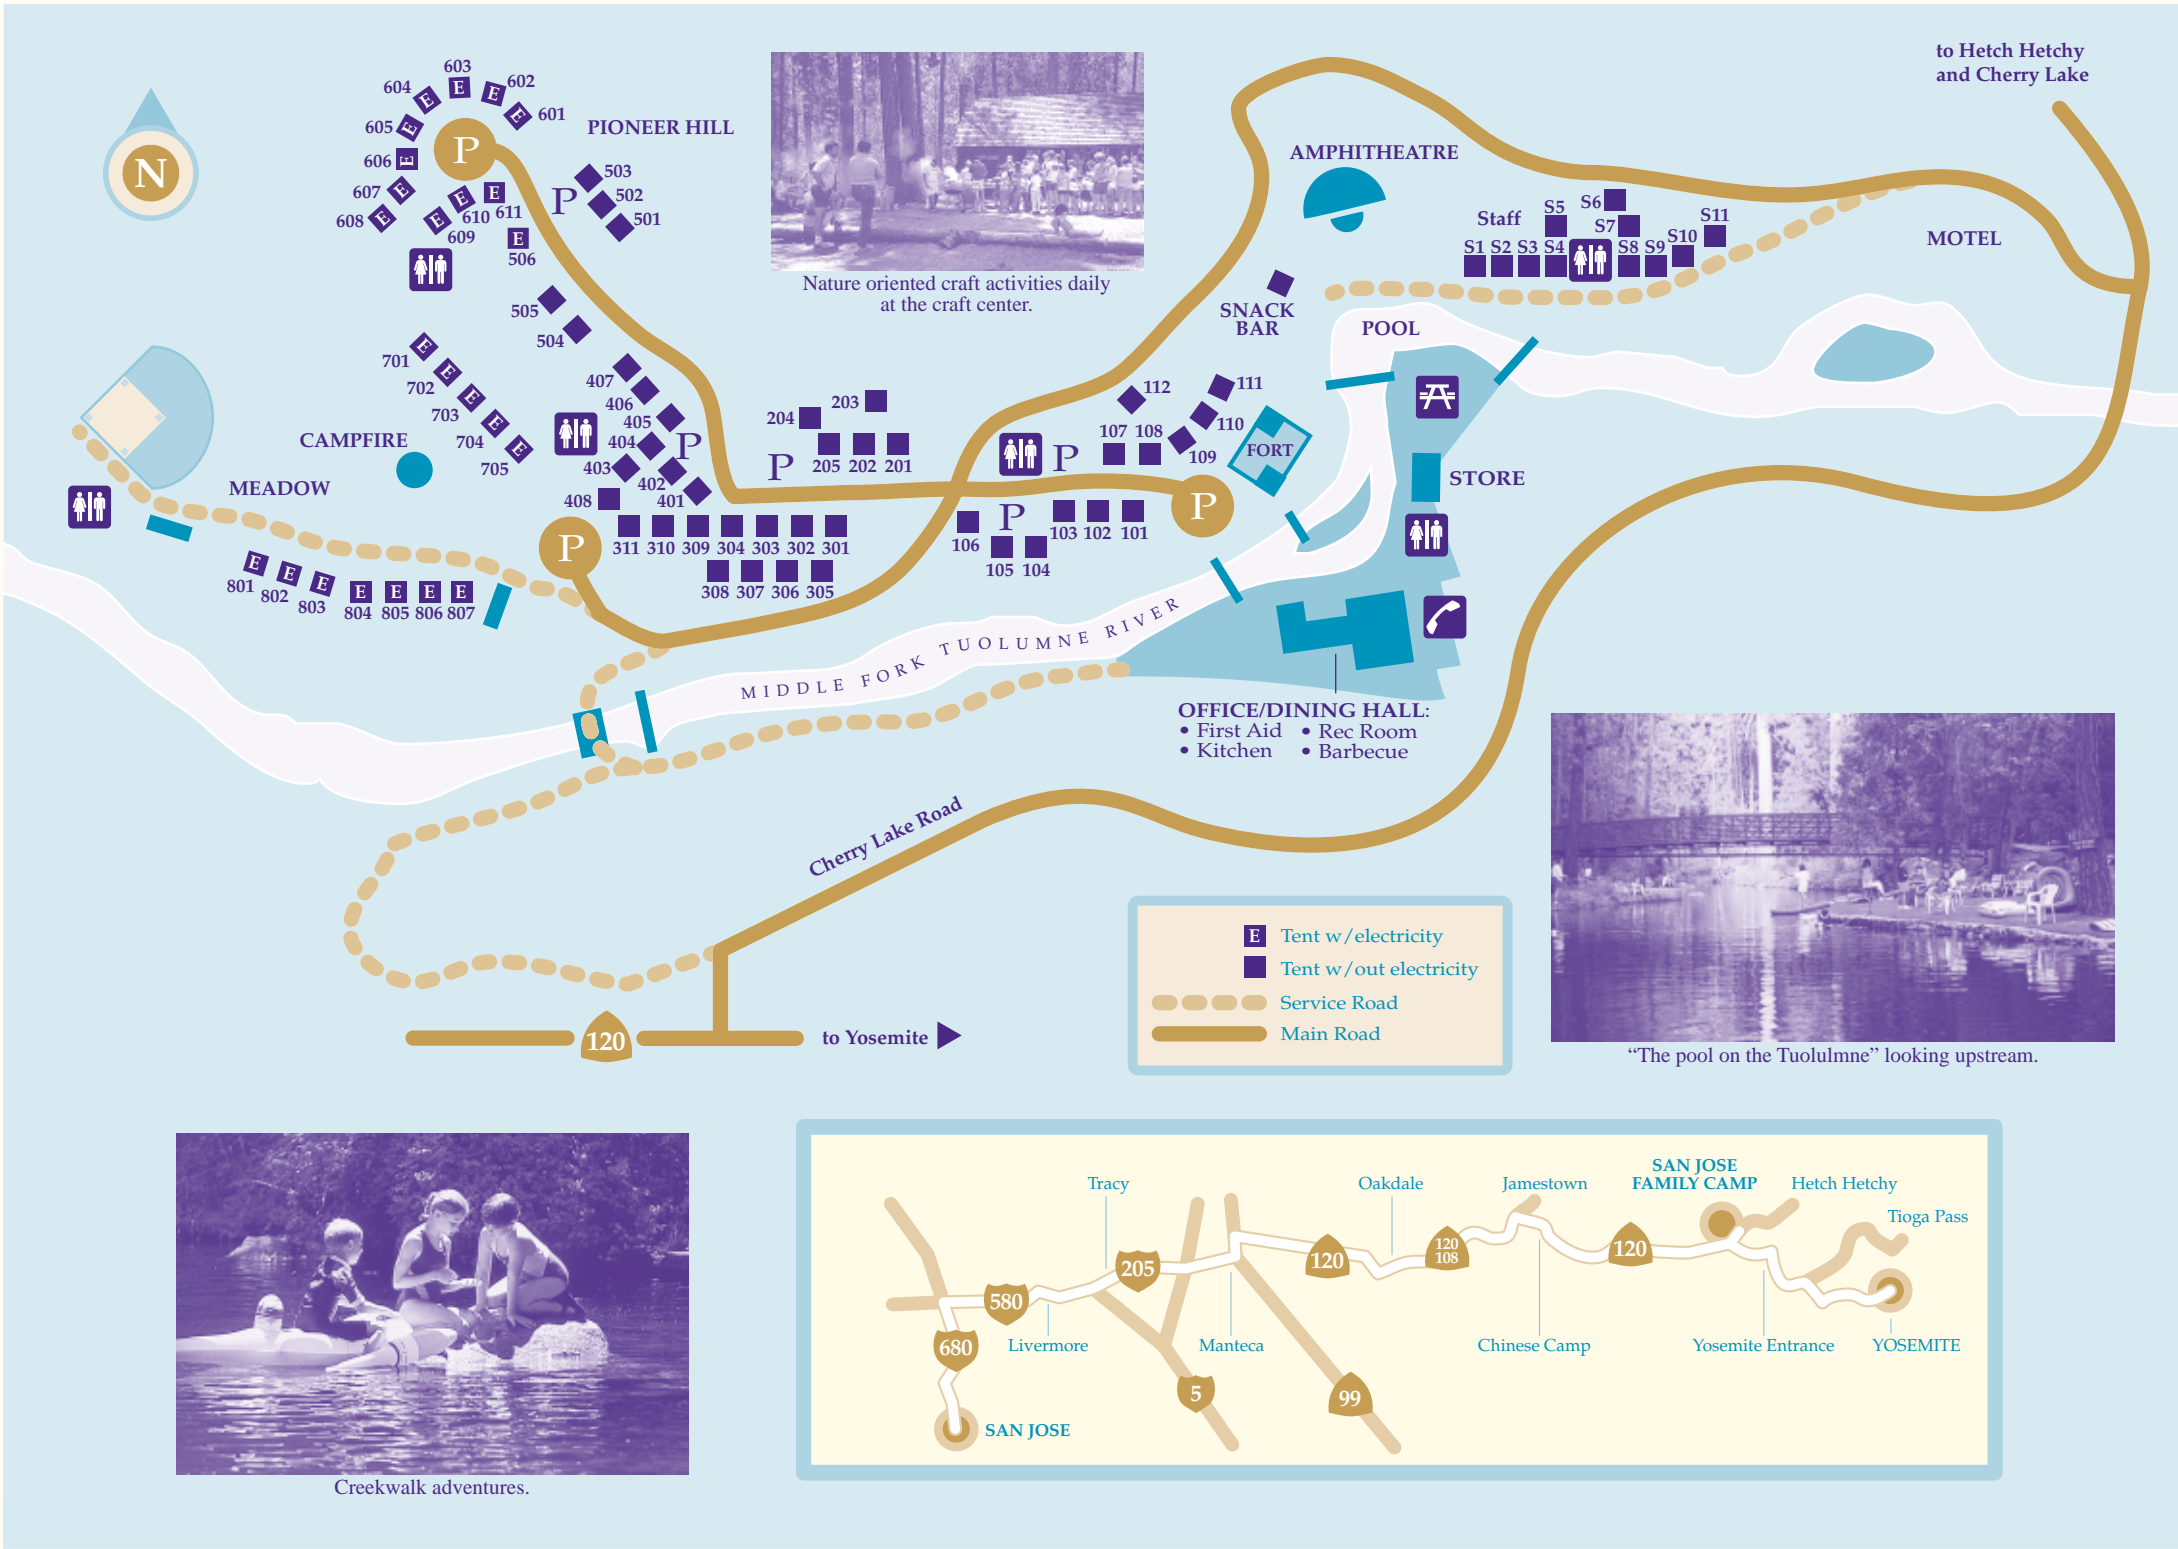 to Hetch Hetchy
and Cherry Lake
N
603
604
602
601
605
606
607
608
609
610
611
E
E
E
E
E
E
E
E
E
E
E
P
PIONEER HILL
P
503
502
501
E
506
505
504
Nature oriented craft activities daily
at the craft center.
AMPHITHEATRE
SNACK
BAR
POOL
Staff
S1
S2
S3
S4
S5
S6
S7
S8
S9
S10
S11
MOTEL
701
702
703
704
705
E
E
E
E
E
CAMPFIRE
MEADOW
407
406
405
404
403
402
401
408
P
P
204
203
205
202
201
P
311
310
309
304
303
302
301
308
307
306
305
112
111
110
109
107
108
P
P
FORT
106
P
103
102
101
105
104
STORE
E
E
E
E
E
E
E
801
802
803
804
805
806
807
MIDDLE FORK TUOLUMNE RIVER
OFFICE/DINING HALL:
• First Aid • Rec Room
• Kitchen • Barbecue
Cherry Lake Road
120
to Yosemite
E Tent w/electricity
Tent w/out electricity
Service Road
Main Road
“The pool on the Tuolulmne” looking upstream.
Creekwalk adventures.
Tracy
Oakdale
Jamestown
SAN JOSE
FAMILY CAMP
Hetch Hetchy
Tioga Pass
205
120
120
108
120
580
680
Livermore
Manteca
Chinese Camp
Yosemite Entrance
YOSEMITE
5
99
SAN JOSE